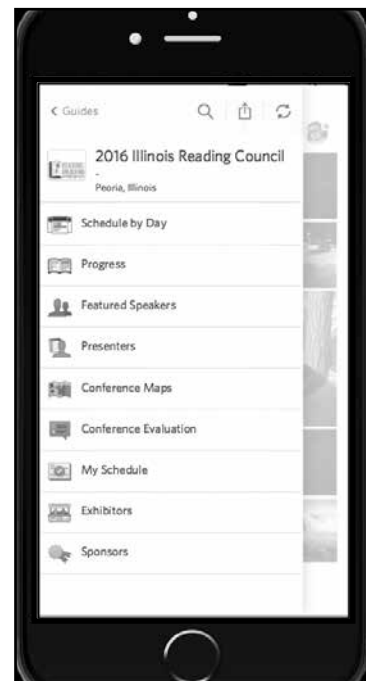 Guides
2016 Illinois Reading Council
-
Peoria, Illinois
Schedule by Day
Progress
Featured Speakers
Presenters
Conference Maps
Conference Evaluation
My Schedule
Exhibitors
Sponsors